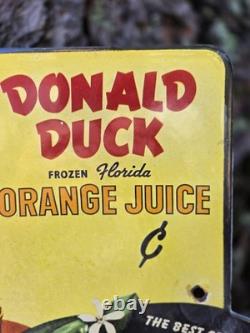 DONALD
DUCK
FROZEN Florida
ORANGE JUICE
¢
THE BEST